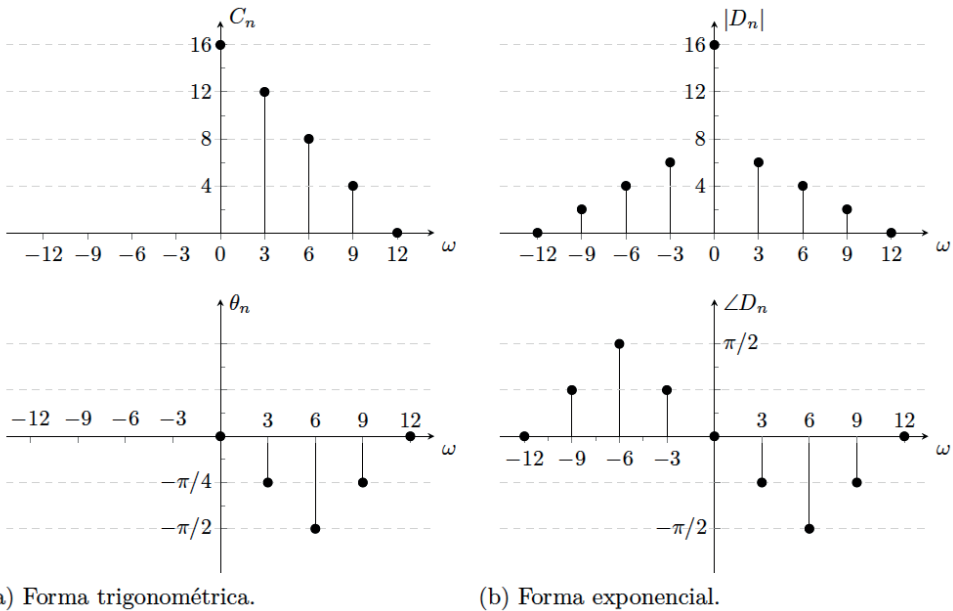 C_n
16
12
8
4
−12 −9 −6 −3 0 3 6 9 12 ω
|D_n|
16
12
8
4
−12 −9 −6 −3 0 3 6 9 12 ω
θ_n
−12 −9 −6 −3 3 6 9 12 ω
−π/4
−π/2
∠D_n
π/2
3 6 9 12 ω
−12 −9 −6 −3
−π/2
) Forma trigonométrica.
(b) Forma exponencial.